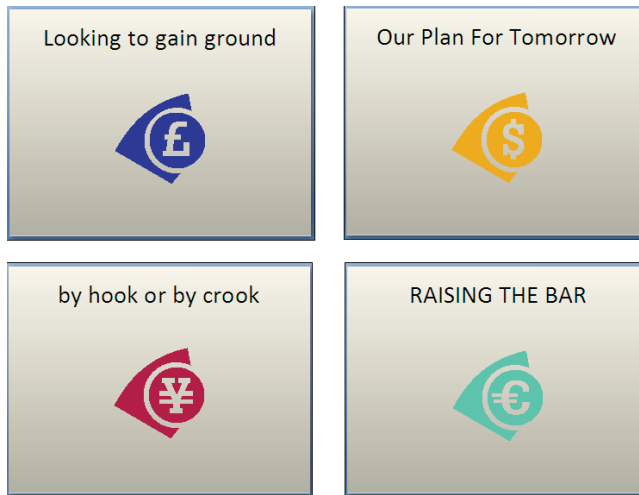 Looking to gain ground
£
Our Plan For Tomorrow
$
by hook or by crook
¥
RAISING THE BAR
€